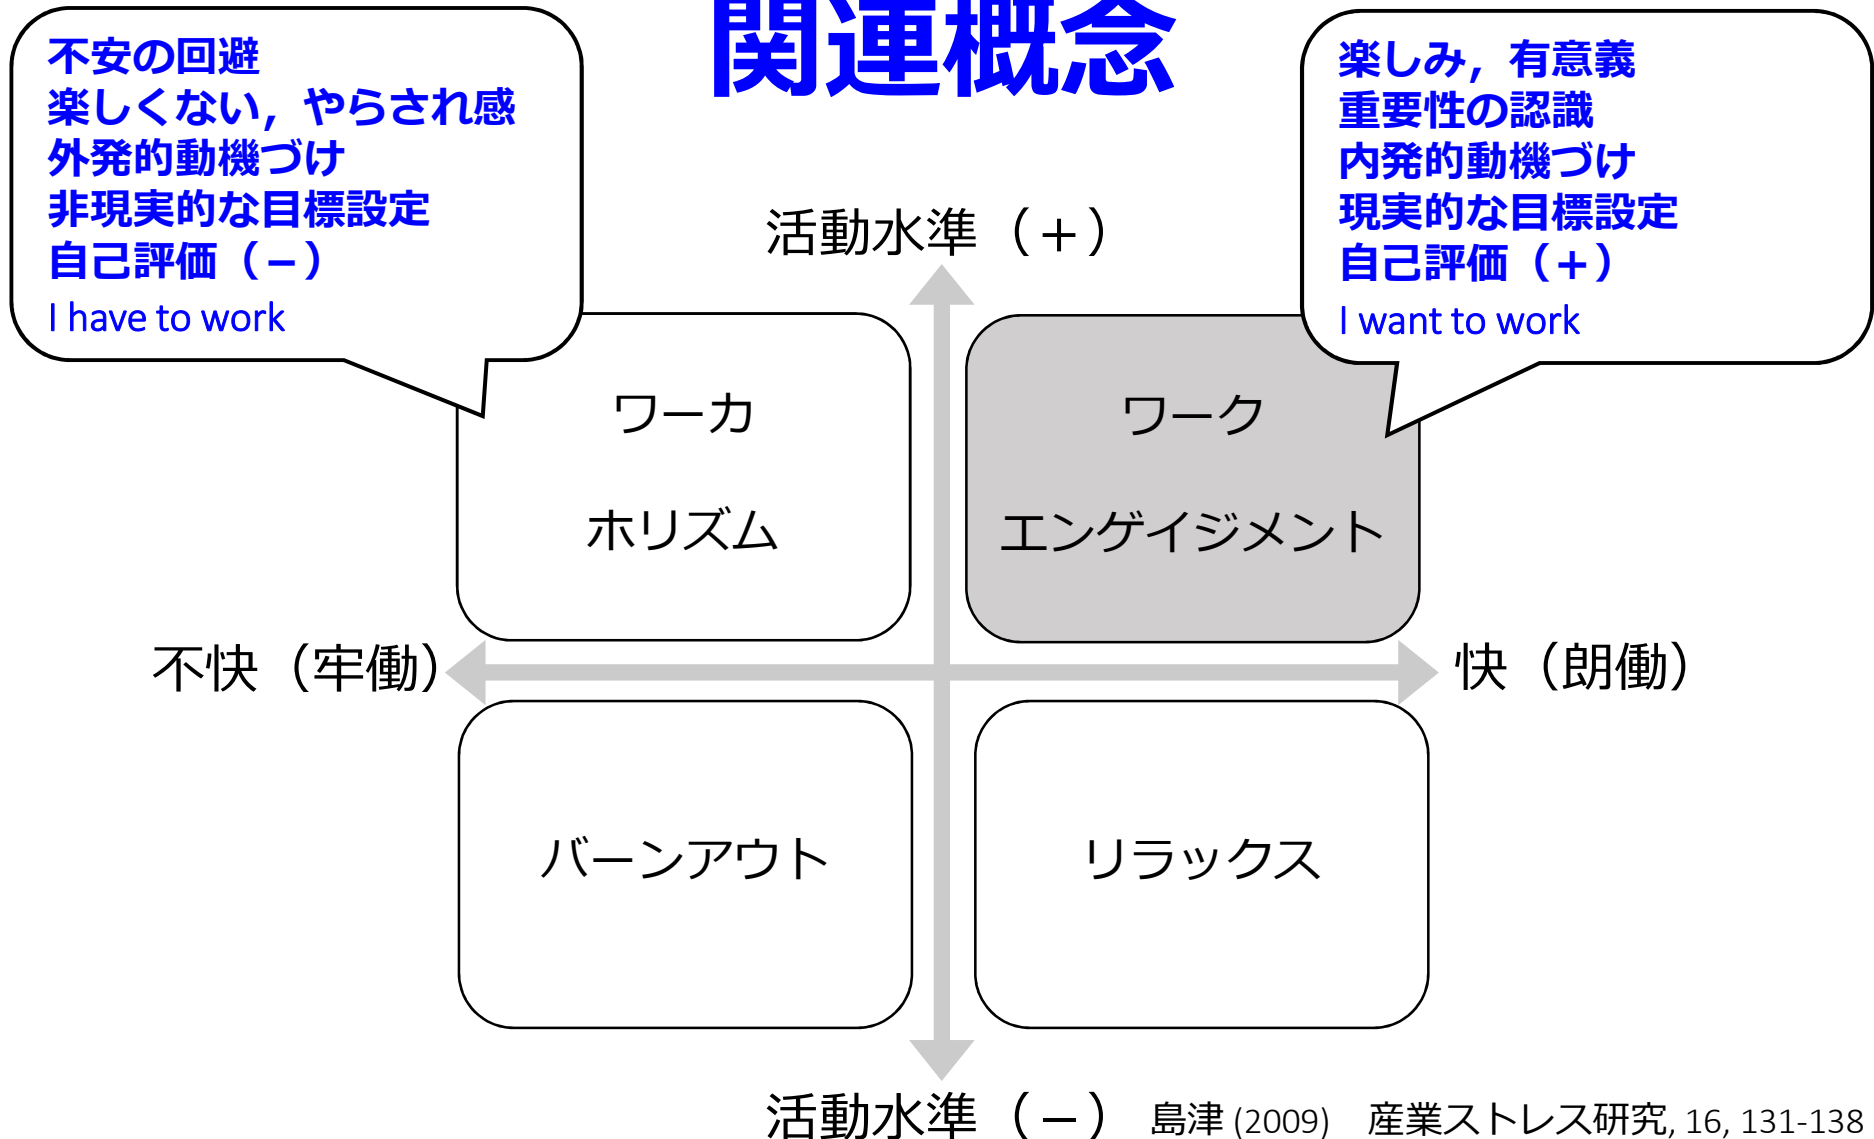 関連概念
不安の回避
楽しくない，やらされ感
外発的動機づけ
非現実的な目標設定
自己評価（－）
I have to work
楽しみ，有意義
重要性の認識
内発的動機づけ
現実的な目標設定
自己評価（+）
I want to work
活動水準（+）
ワーカ
ホリズム
ワーク
エンゲイジメント
不快（牢働）
快（朗働）
バーンアウト
リラックス
活動水準（－）
島津 (2009)　産業ストレス研究, 16, 131-138